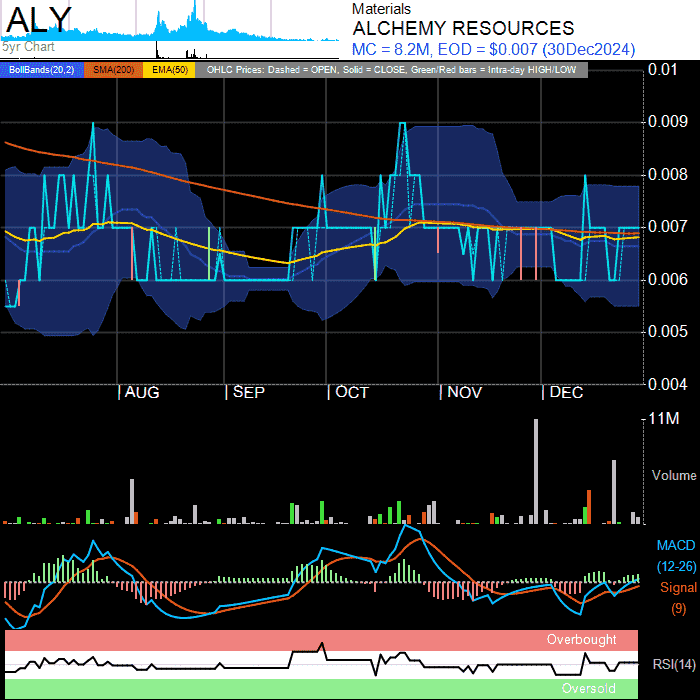 ALY
5yr Chart
Materials
ALCHEMY RESOURCES
MC = 8.2M, EOD = $0.007 (30Dec2024)
BollBands(20,2) SMA(200) EMA(50) OHLC Prices: Dashed = OPEN, Solid = CLOSE, Green/Red bars = Intra-day HIGH/LOW
0.01
0.009
0.008
0.007
0.006
0.005
0.004
AUG SEP OCT NOV DEC
11M
Volume
MACD
(12-26)
Signal
(9)
Overbought
RSI(14)
Oversold